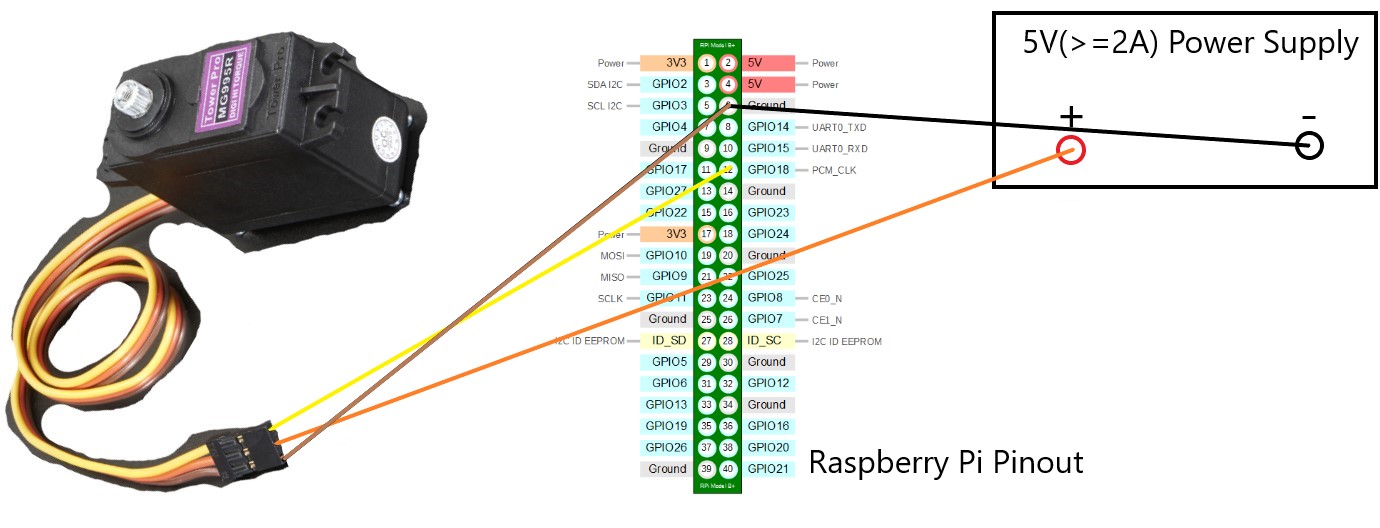 5V(>=2A) Power Supply
+
-
Tower Pro
MG995R
DIGI HI TORQUE
Tower Pro
RPi Model B+
Power 3V3 1 2 5V Power
SDA I2C GPIO2 3 4 5V Power
SCL I2C GPIO3 5 6 Ground
GPIO4 7 8 GPIO14 UART0_TXD
Ground 9 10 GPIO15 UART0_RXD
GPIO17 11 12 GPIO18 PCM_CLK
GPIO27 13 14 Ground
GPIO22 15 16 GPIO23
Power 3V3 17 18 GPIO24
MOSI GPIO10 19 20 Ground
MISO GPIO9 21 22 GPIO25
SCLK GPIO11 23 24 GPIO8 CE0_N
Ground 25 26 GPIO7 CE1_N
I2C ID EEPROM ID_SD 27 28 ID_SC I2C ID EEPROM
GPIO5 29 30 Ground
GPIO6 31 32 GPIO12
GPIO13 33 34 Ground
GPIO19 35 36 GPIO16
GPIO26 37 38 GPIO20
Ground 39 40 GPIO21
RPi Model B+
Raspberry Pi Pinout